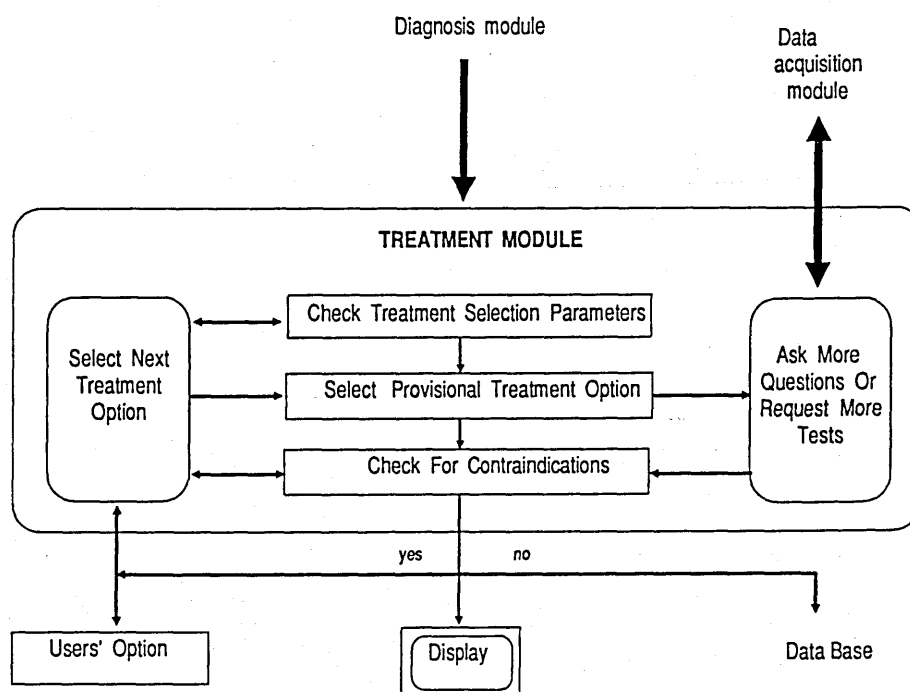 Diagnosis module
Data
acquisition
module
TREATMENT MODULE
Check Treatment Selection Parameters
Select Next
Treatment
Option
Select Provisional Treatment Option
Ask More
Questions Or
Request More
Tests
Check For Contraindications
yes
no
Users' Option
Display
Data Base